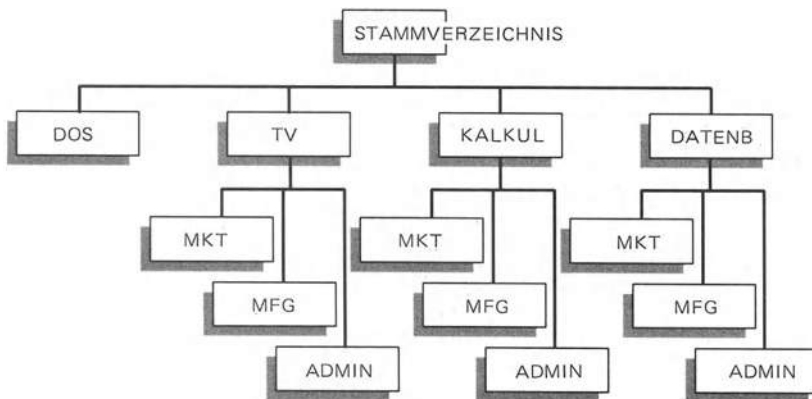 STAMMVERZEICHNIS
DOS TV KALKUL DATENB
MKT MKT MKT
MFG MFG MFG
ADMIN ADMIN ADMIN